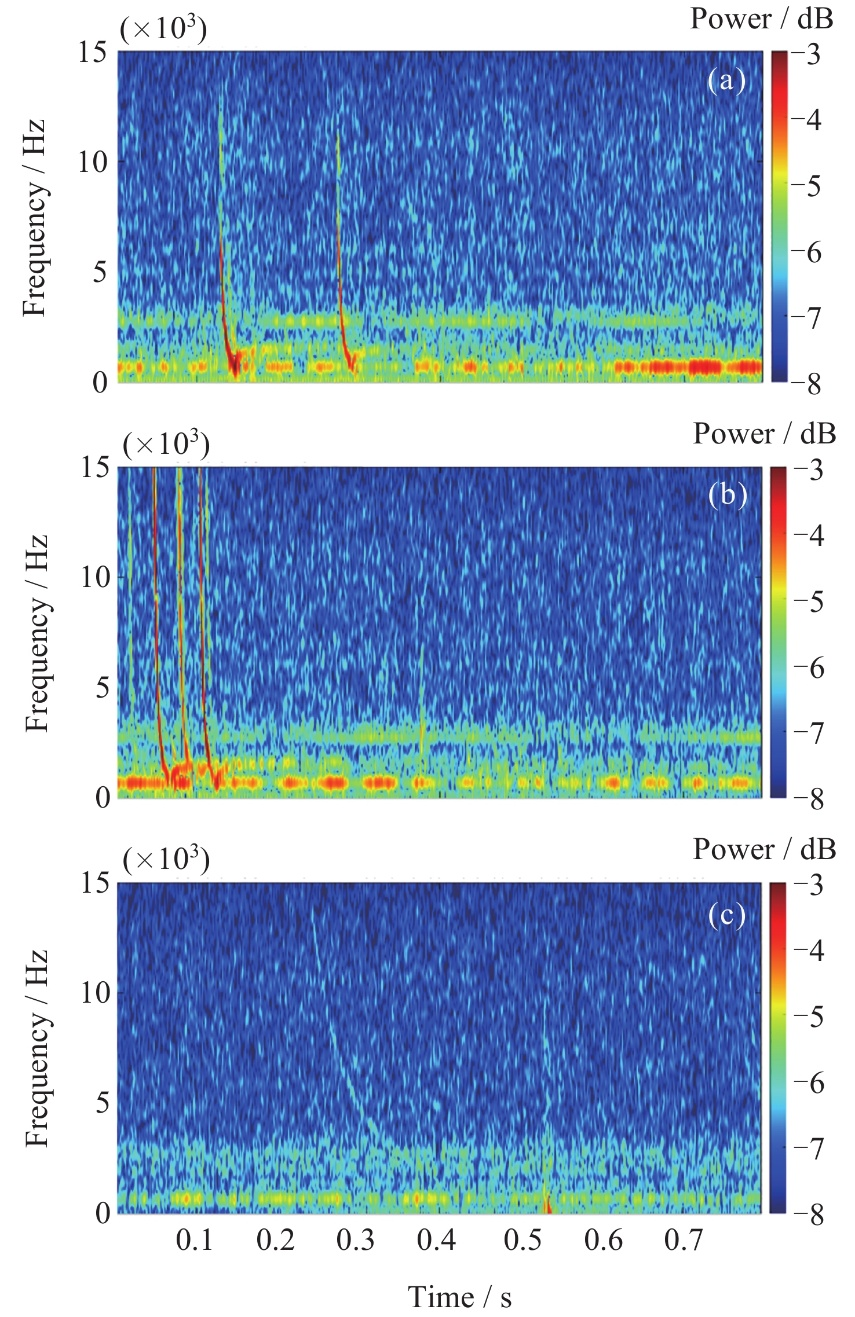 (×10³) Power / dB
15 −3
(a)
−4
10
−5
Frequency / Hz
5 −6
−7
0 −8
(×10³) Power / dB
15 −3
(b)
−4
10
−5
Frequency / Hz
5 −6
−7
0 −8
(×10³) Power / dB
15 −3
(c)
−4
10
−5
Frequency / Hz
5 −6
−7
0 −8
0.1 0.2 0.3 0.4 0.5 0.6 0.7
Time / s